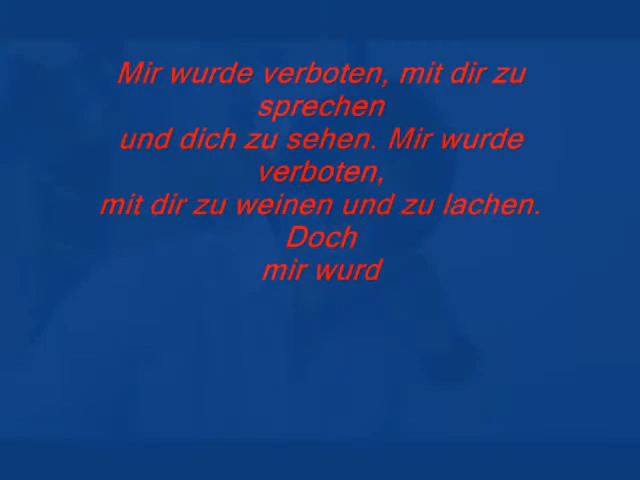 Mir wurde verboten, mit dir zu
sprechen
und dich zu sehen. Mir wurde
verboten,
mit dir zu weinen und zu lachen.
Doch
mir wurd